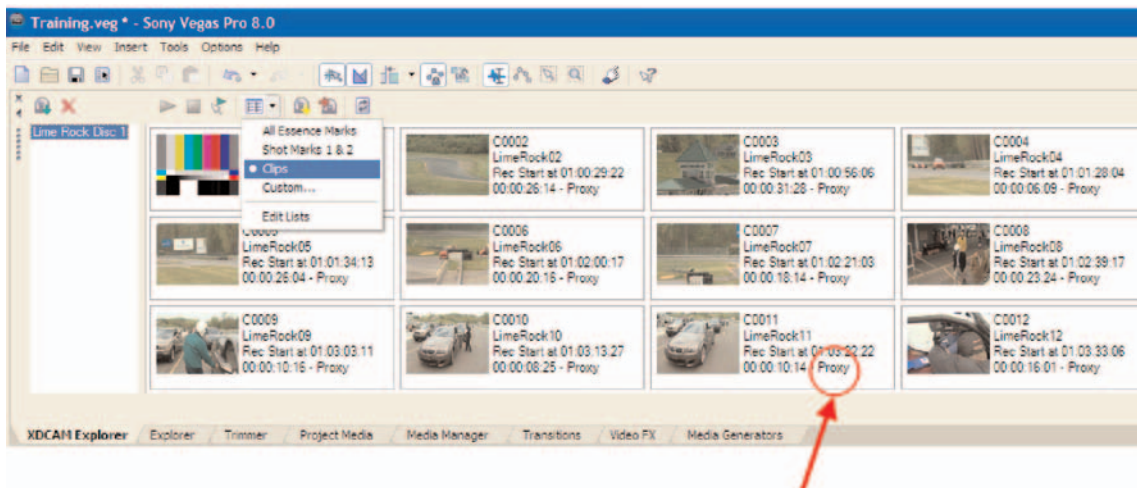 Training.veg * - Sony Vegas Pro 8.0
File Edit View Insert Tools Options Help
Lime Rock Disc 1
All Essence Marks
Shot Marks 1 & 2
Clips
Custom...
Edit Lists
C0002
LimeRock02
Rec Start at 01:00:29:22
00:00:26:14 - Proxy
C0003
LimeRock03
Rec Start at 01:00:56:06
00:00:31:28 - Proxy
C0004
LimeRock04
Rec Start at 01:01:28:04
00:00:06:09 - Proxy
LimeRock05
Rec Start at 01:01:34:13
00:00:26:04 - Proxy
C0006
LimeRock06
Rec Start at 01:02:00:17
00:00:20:16 - Proxy
C0007
LimeRock07
Rec Start at 01:02:21:03
00:00:18:14 - Proxy
C0008
LimeRock08
Rec Start at 01:02:39:17
00:00:23:24 - Proxy
C0009
LimeRock09
Rec Start at 01:03:03:11
00:00:10:16 - Proxy
C0010
LimeRock10
Rec Start at 01:03:13:27
00:00:08:25 - Proxy
C0011
LimeRock11
Rec Start at 01:03:22:22
00:00:10:14 - Proxy
C0012
LimeRock12
Rec Start at 01:03:33:06
00:00:16:01 - Proxy
XDCAM Explorer Explorer Trimmer Project Media Media Manager Transitions Video FX Media Generators